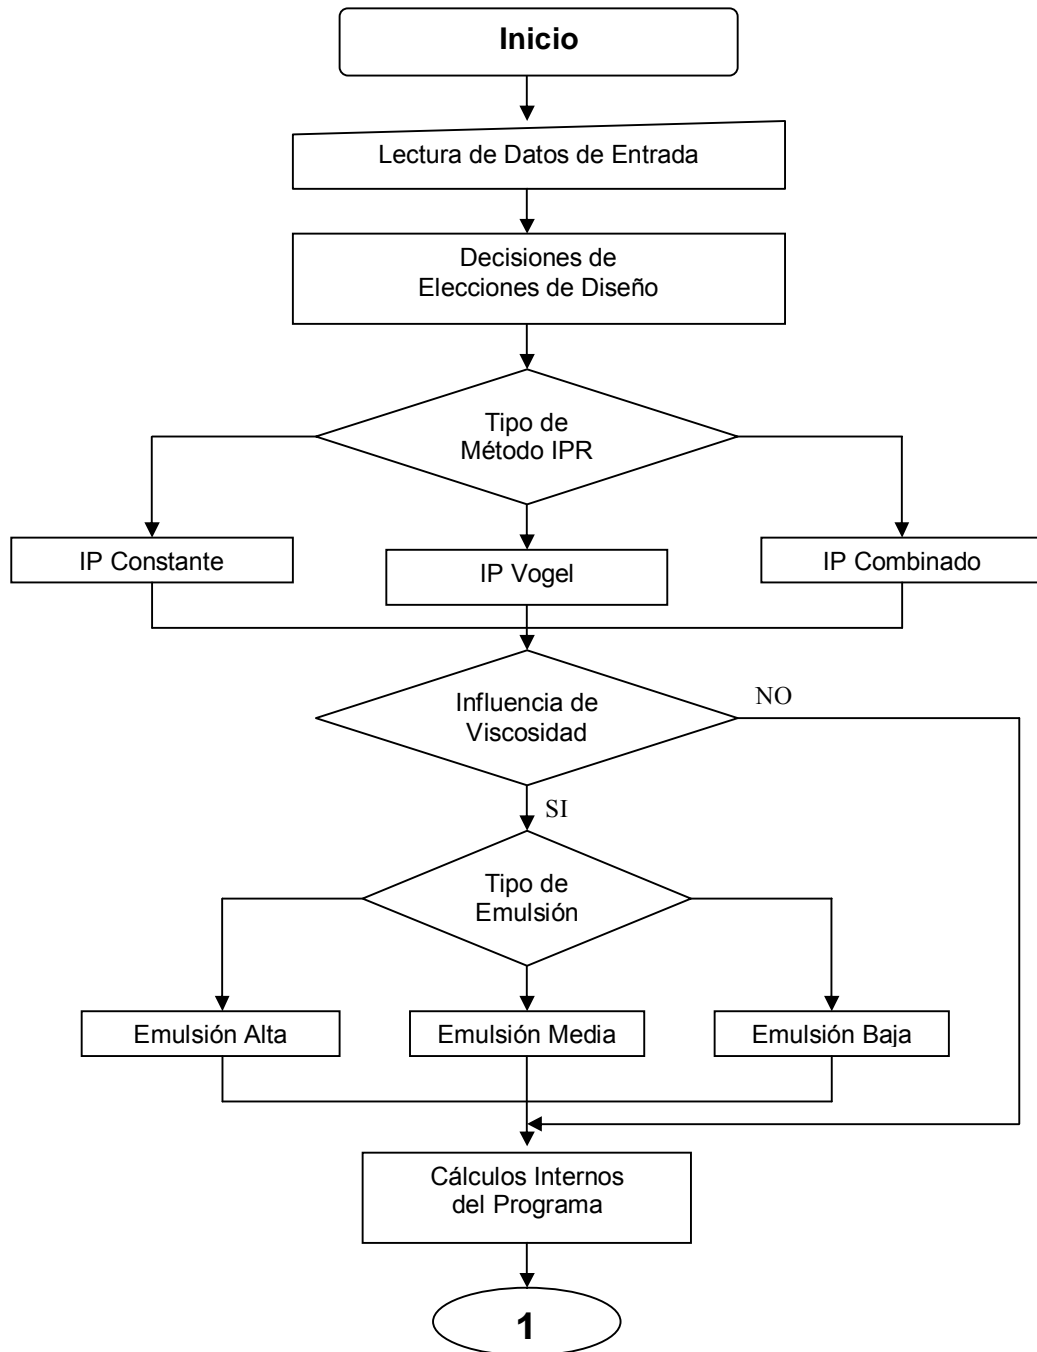 Inicio
Lectura de Datos de Entrada
Decisiones de
Elecciones de Diseño
Tipo de
Método IPR
IP Constante
IP Vogel
IP Combinado
Influencia de
Viscosidad
NO
SI
Tipo de
Emulsión
Emulsión Alta
Emulsión Media
Emulsión Baja
Cálculos Internos
del Programa
1